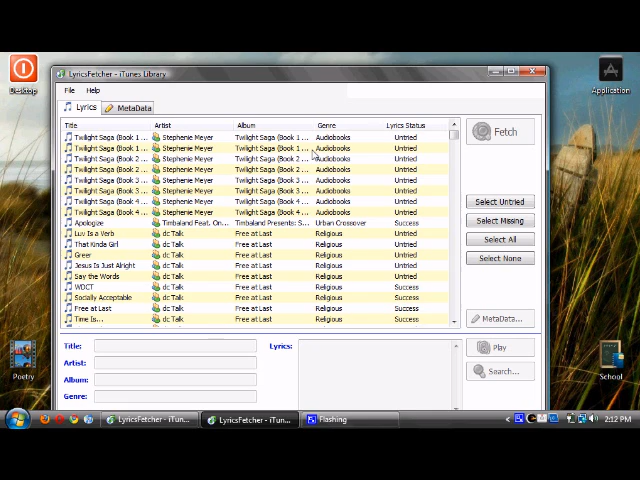 LyricsFetcher - iTunes Library
Desktop
Application
File Help
Lyrics MetaData
Title Artist Album Genre Lyrics Status
Twilight Saga (Book 1 ... Stephenie Meyer Twilight Saga (Book 1 ... Audiobooks Untried
Twilight Saga (Book 1 ... Stephenie Meyer Twilight Saga (Book 1 ... Audiobooks Untried
Twilight Saga (Book 2 ... Stephenie Meyer Twilight Saga (Book 2 ... Audiobooks Untried
Twilight Saga (Book 2 ... Stephenie Meyer Twilight Saga (Book 2 ... Audiobooks Untried
Twilight Saga (Book 3 ... Stephenie Meyer Twilight Saga (Book 3 ... Audiobooks Untried
Twilight Saga (Book 3 ... Stephenie Meyer Twilight Saga (Book 3 ... Audiobooks Untried
Twilight Saga (Book 4 ... Stephenie Meyer Twilight Saga (Book 4 ... Audiobooks Untried
Twilight Saga (Book 4 ... Stephenie Meyer Twilight Saga (Book 4 ... Audiobooks Untried
Apologize Timbaland Feat. On... Timbaland Presents: S... Urban Crossover Success
Luv Is a Verb dc Talk Free at Last Religious Untried
That Kinda Girl dc Talk Free at Last Religious Untried
Greer dc Talk Free at Last Religious Untried
Jesus Is Just Alright dc Talk Free at Last Religious Untried
Say the Words dc Talk Free at Last Religious Untried
WDCT dc Talk Free at Last Religious Success
Socially Acceptable dc Talk Free at Last Religious Success
Free at Last dc Talk Free at Last Religious Success
Time Is... dc Talk Free at Last Religious Success
Fetch
Select Untried
Select Missing
Select All
Select None
MetaData...
Play
Search...
Title:
Artist:
Album:
Genre:
Lyrics:
Poetry
School
LyricsFetcher - iTun... LyricsFetcher - iTun... Flashing 2:12 PM